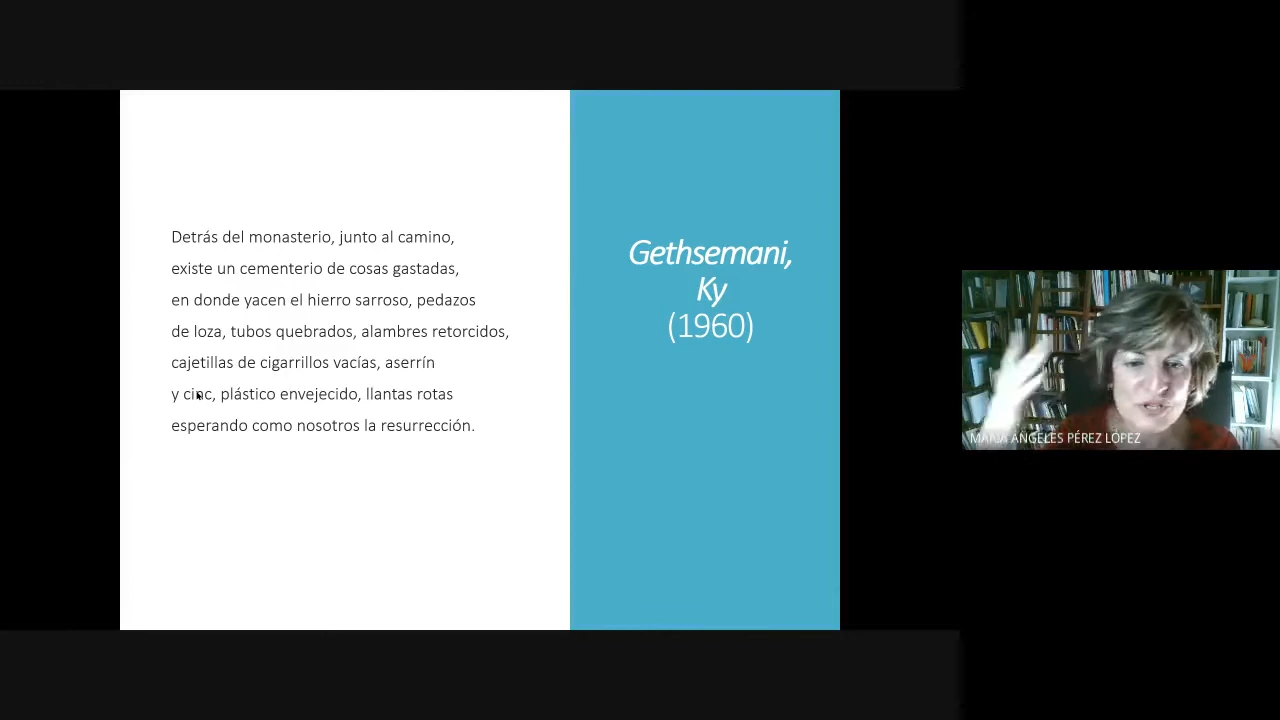 Detrás del monasterio, junto al camino,
existe un cementerio de cosas gastadas,
en donde yacen el hierro sarroso, pedazos
de loza, tubos quebrados, alambres retorcidos,
cajetillas de cigarrillos vacías, aserrín
y cinc, plástico envejecido, llantas rotas
esperando como nosotros la resurrección.
Gethsemani,
Ky
(1960)
MARIA ANGELES PÉREZ LÓPEZ